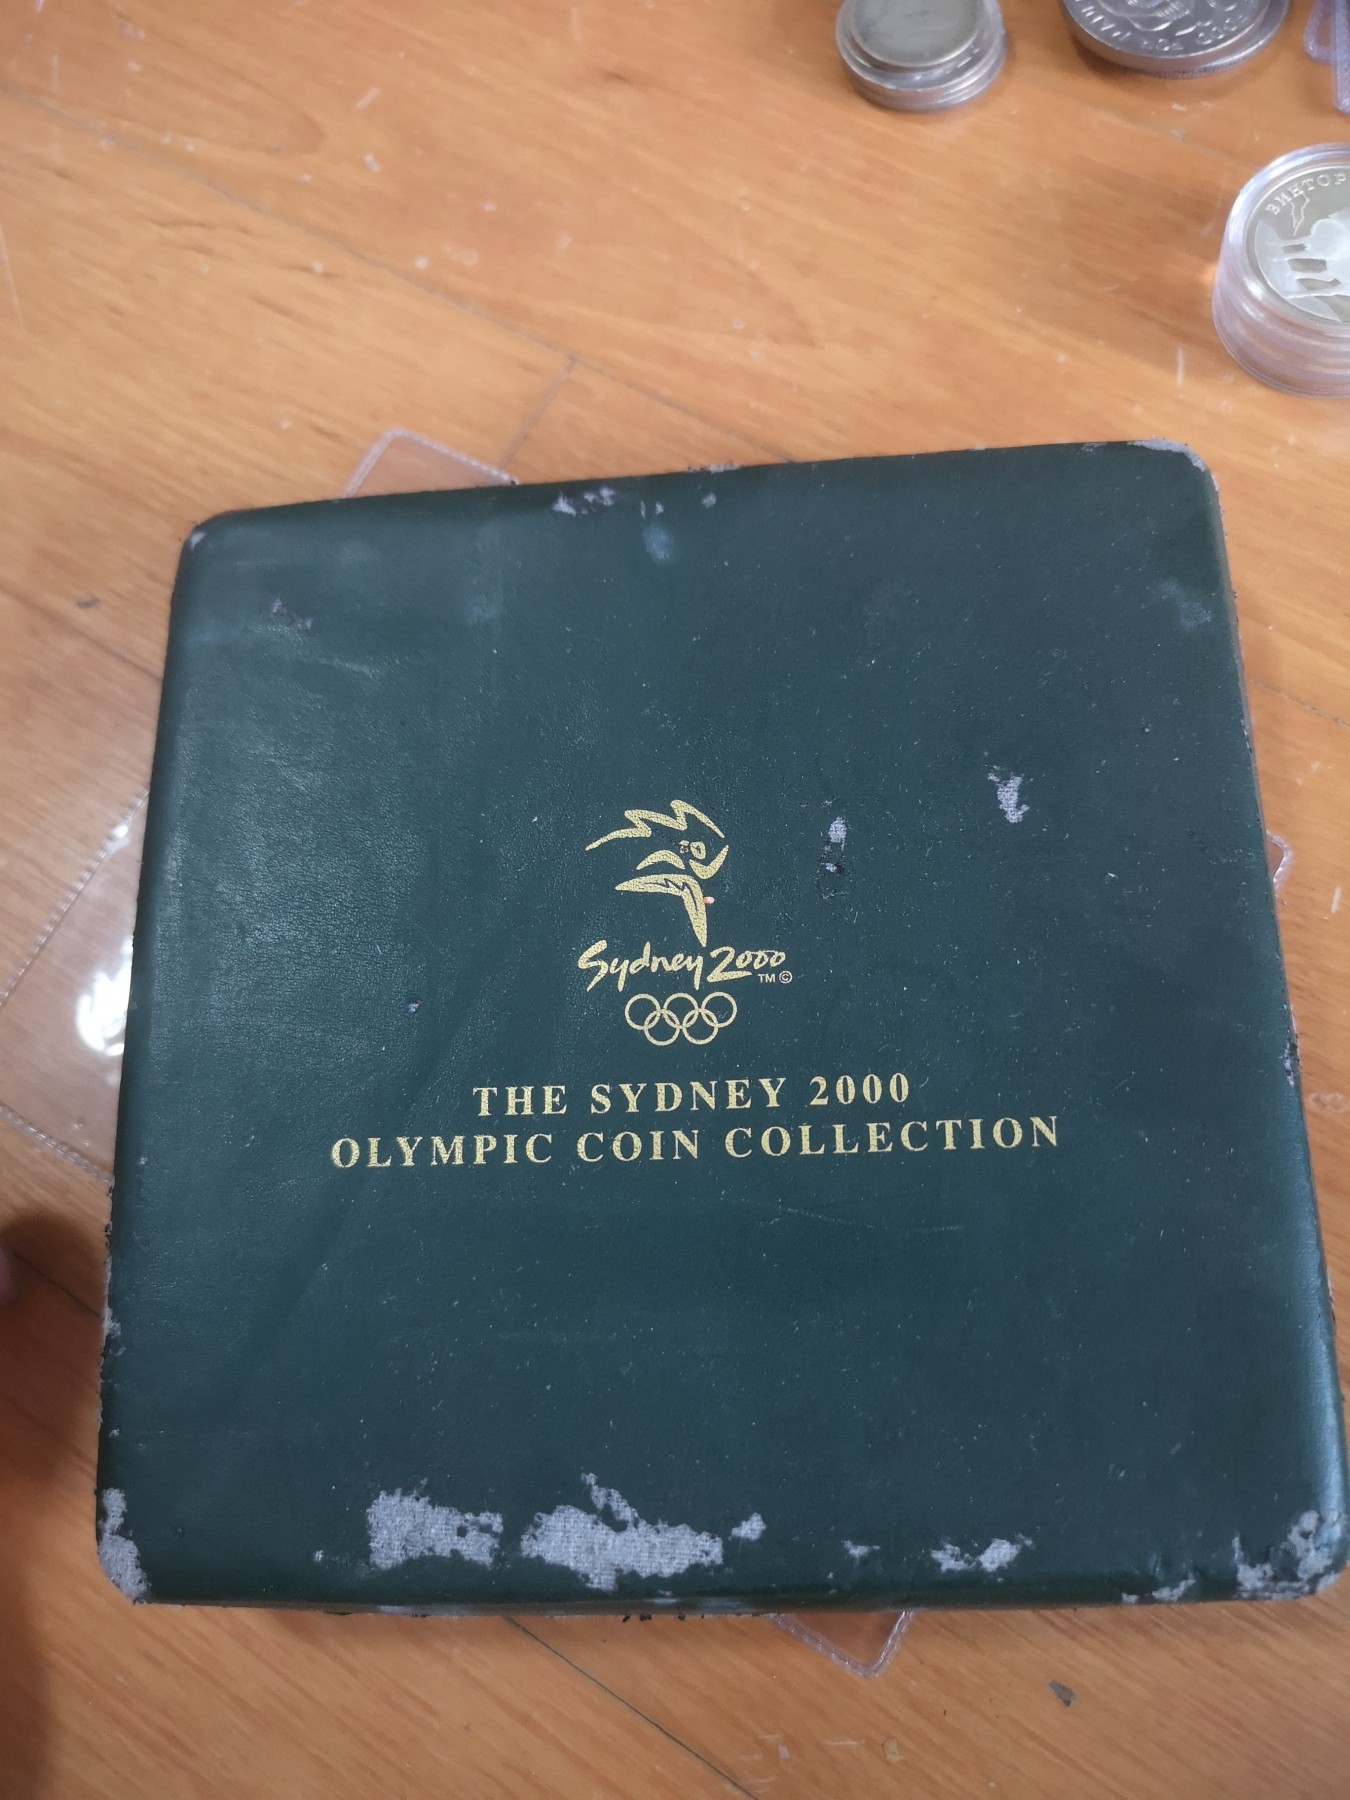 Sydney 2000
TM ©
THE SYDNEY 2000
OLYMPIC COIN COLLECTION